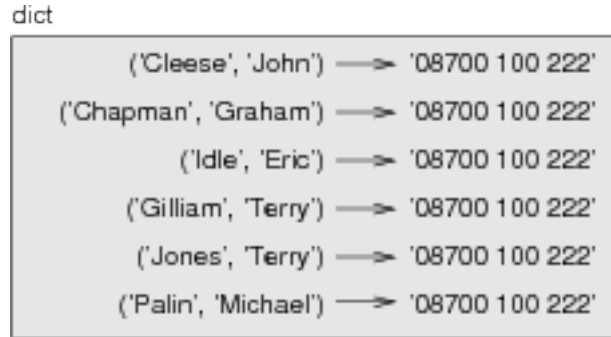 dict
('Cleese', 'John') → '08700 100 222'
('Chapman', 'Graham') → '08700 100 222'
('Idle', 'Eric') → '08700 100 222'
('Gilliam', 'Terry') → '08700 100 222'
('Jones', 'Terry') → '08700 100 222'
('Palin', 'Michael') → '08700 100 222'